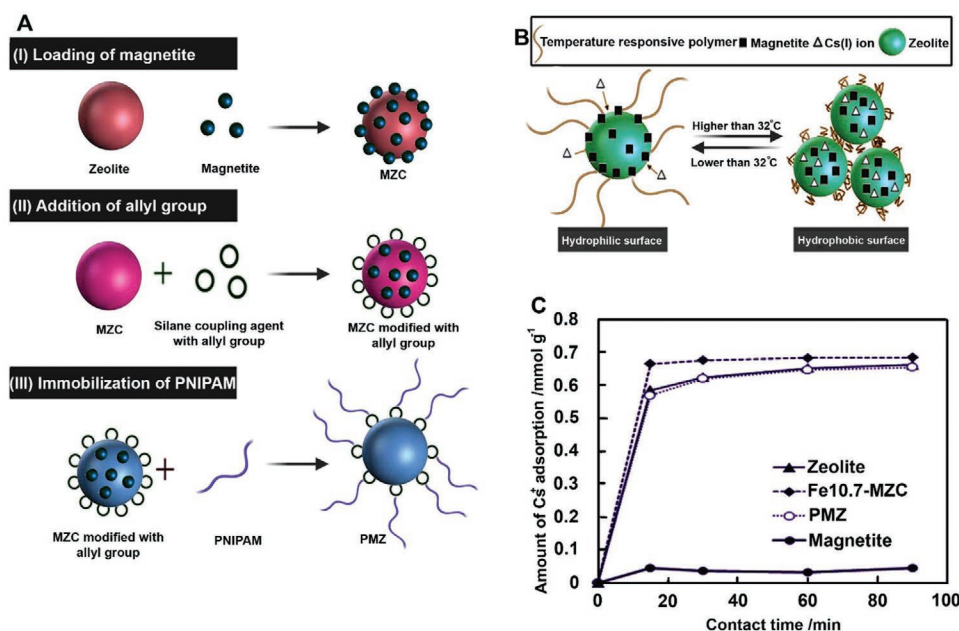 A
(I) Loading of magnetite
Zeolite
Magnetite
MZC
(II) Addition of allyl group
MZC
Silane coupling agent
with allyl group
MZC modified with
allyl group
(III) Immobilization of PNIPAM
MZC modified with
allyl group
PNIPAM
PMZ
B
Temperature responsive polymer
Magnetite
Cs(I) ion
Zeolite
Higher than 32°C
Lower than 32°C
Hydrophilic surface
Hydrophobic surface
C
Amount of Cs+ adsorption /mmol g-1
0.8
0.7
0.6
0.5
0.4
0.3
0.2
0.1
0
Zeolite
Fe10.7-MZC
PMZ
Magnetite
0 20 40 60 80 100
Contact time /min